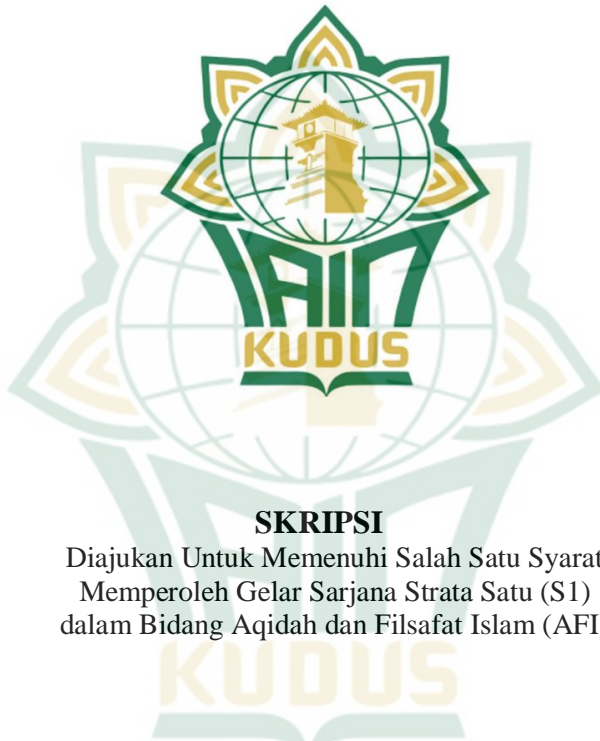 IAIN
KUDUS
SKRIPSI
Diajukan Untuk Memenuhi Salah Satu Syarat
Memperoleh Gelar Sarjana Strata Satu (S1)
dalam Bidang Aqidah dan Filsafat Islam (AFI
KUDUS